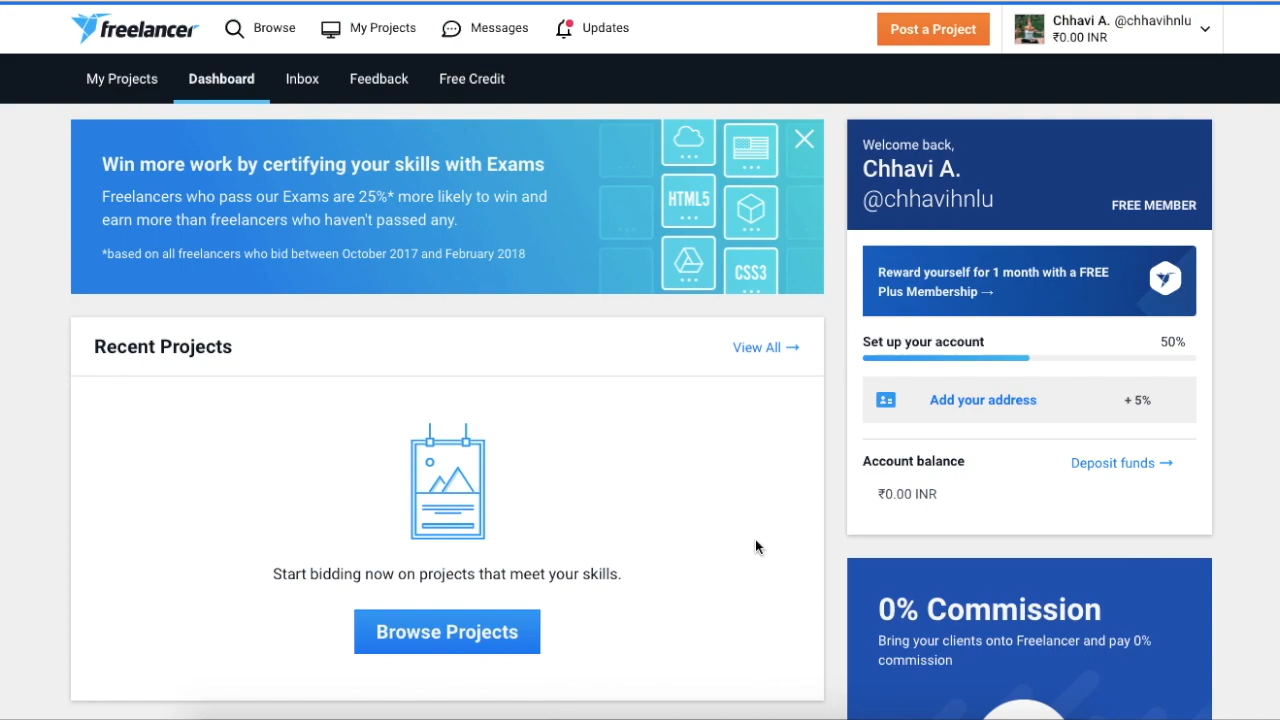 freelancer
Browse
My Projects
Messages
Updates
Post a Project
Chhavi A. @chhavihnlu
₹0.00 INR
My Projects
Dashboard
Inbox
Feedback
Free Credit
Win more work by certifying your skills with Exams
Freelancers who pass our Exams are 25%* more likely to win and
earn more than freelancers who haven't passed any.
*based on all freelancers who bid between October 2017 and February 2018
HTML5
CSS3
Welcome back,
Chhavi A.
@chhavihnlu
FREE MEMBER
Reward yourself for 1 month with a FREE
Plus Membership →
Set up your account 50%
Add your address + 5%
Account balance Deposit funds →
₹0.00 INR
Recent Projects View All →
Start bidding now on projects that meet your skills.
Browse Projects
0% Commission
Bring your clients onto Freelancer and pay 0%
commission